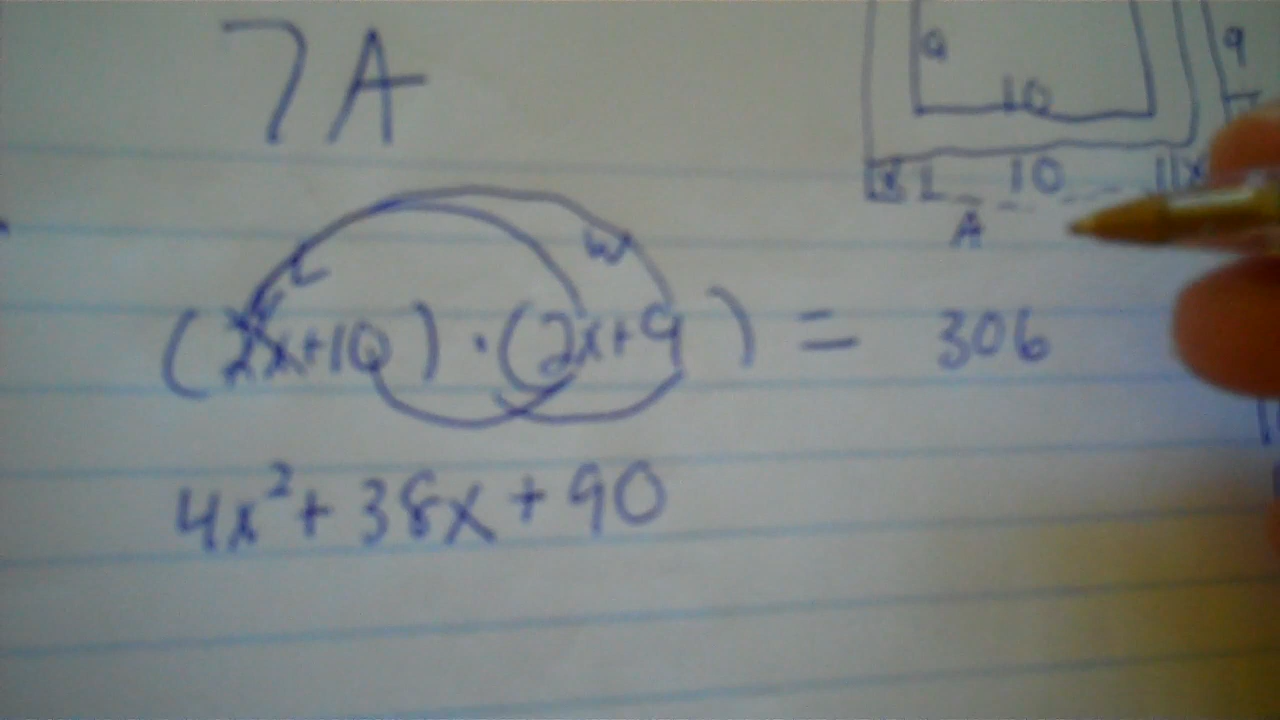 7A
9
10
9
10
A
(2x+10) · (2x+9) = 306
4x²+38x+90